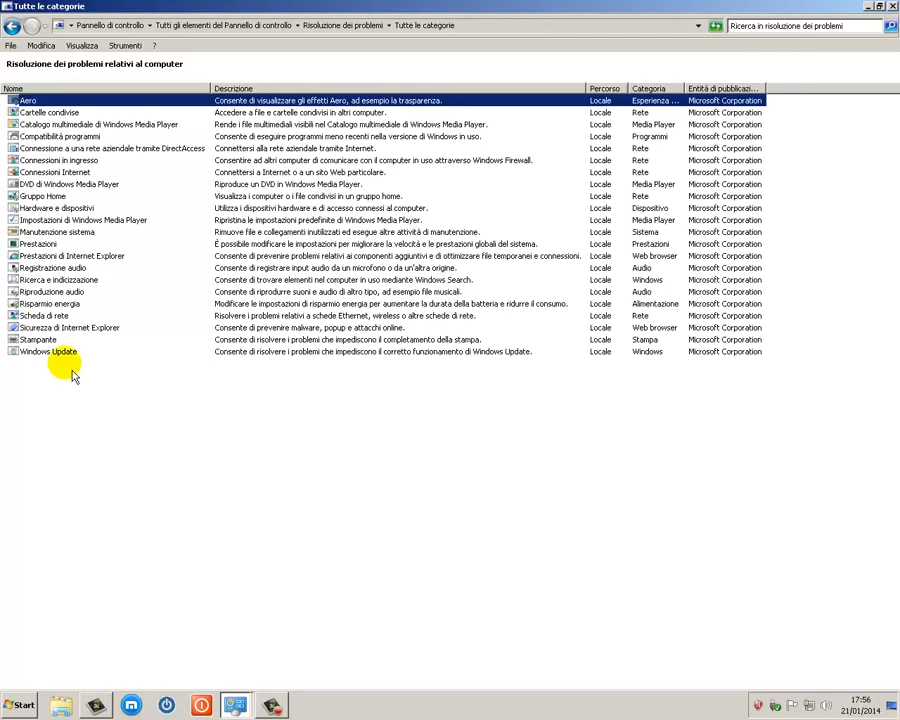 Tutte le categorie
Pannello di controllo
Tutti gli elementi del Pannello di controllo
Risoluzione dei problemi
Tutte le categorie
Ricerca in risoluzione dei problemi
File Modifica Visualizza Strumenti ?
Risoluzione dei problemi relativi al computer
Nome Descrizione Percorso Categoria Entità di pubblicazi...
Aero Consente di visualizzare gli effetti Aero, ad esempio la trasparenza. Locale Esperienza ... Microsoft Corporation
Cartelle condivise Accedere a file e cartelle condivisi in altri computer. Locale Rete Microsoft Corporation
Catalogo multimediale di Windows Media Player Rende i file multimediali visibili nel Catalogo multimediale di Windows Media Player. Locale Media Player Microsoft Corporation
Compatibilità programmi Consente di eseguire programmi meno recenti nella versione di Windows in uso. Locale Programmi Microsoft Corporation
Connessione a una rete aziendale tramite DirectAccess Connettersi alla rete aziendale tramite Internet. Locale Rete Microsoft Corporation
Connessioni in ingresso Consentire ad altri computer di comunicare con il computer in uso attraverso Windows Firewall. Locale Rete Microsoft Corporation
Connessioni Internet Connettersi a Internet o a un sito Web particolare. Locale Rete Microsoft Corporation
DVD di Windows Media Player Riproduce un DVD in Windows Media Player. Locale Media Player Microsoft Corporation
Gruppo Home Visualizza i computer o i file condivisi in un gruppo home. Locale Rete Microsoft Corporation
Hardware e dispositivi Utilizza i dispositivi hardware e di accesso connessi al computer. Locale Dispositivo Microsoft Corporation
Impostazioni di Windows Media Player Ripristina le impostazioni predefinite di Windows Media Player. Locale Media Player Microsoft Corporation
Manutenzione sistema Rimuove file e collegamenti inutilizzati ed esegue altre attività di manutenzione. Locale Sistema Microsoft Corporation
Prestazioni È possibile modificare le impostazioni per migliorare la velocità e le prestazioni globali del sistema. Locale Prestazioni Microsoft Corporation
Prestazioni di Internet Explorer Consente di prevenire problemi relativi ai componenti aggiuntivi e di ottimizzare file temporanei e connessioni. Locale Web browser Microsoft Corporation
Registrazione audio Consente di registrare input audio da un microfono o da un'altra origine. Locale Audio Microsoft Corporation
Ricerca e indicizzazione Consente di trovare elementi nel computer in uso mediante Windows Search. Locale Windows Microsoft Corporation
Riproduzione audio Consente di riprodurre suoni e audio di altro tipo, ad esempio file musicali. Locale Audio Microsoft Corporation
Risparmio energia Modificare le impostazioni di risparmio energia per aumentare la durata della batteria e ridurre il consumo. Locale Alimentazione Microsoft Corporation
Scheda di rete Risolvere i problemi relativi a schede Ethernet, wireless o altre schede di rete. Locale Rete Microsoft Corporation
Sicurezza di Internet Explorer Consente di prevenire malware, popup e attacchi online. Locale Web browser Microsoft Corporation
Stampante Consente di risolvere i problemi che impediscono il completamento della stampa. Locale Stampa Microsoft Corporation
Windows Update Consente di risolvere i problemi che impediscono il corretto funzionamento di Windows Update. Locale Windows Microsoft Corporation
Start
17:56
21/01/2014